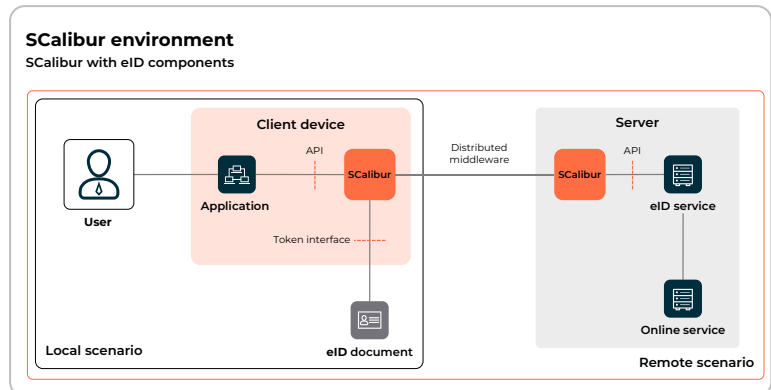 SCalibur environment
SCalibur with eID components
Client device
Server
Distributed
middleware
API
API
SCalibur
SCalibur
User
Application
eID service
Token interface
Online service
eID document
Local scenario
Remote scenario